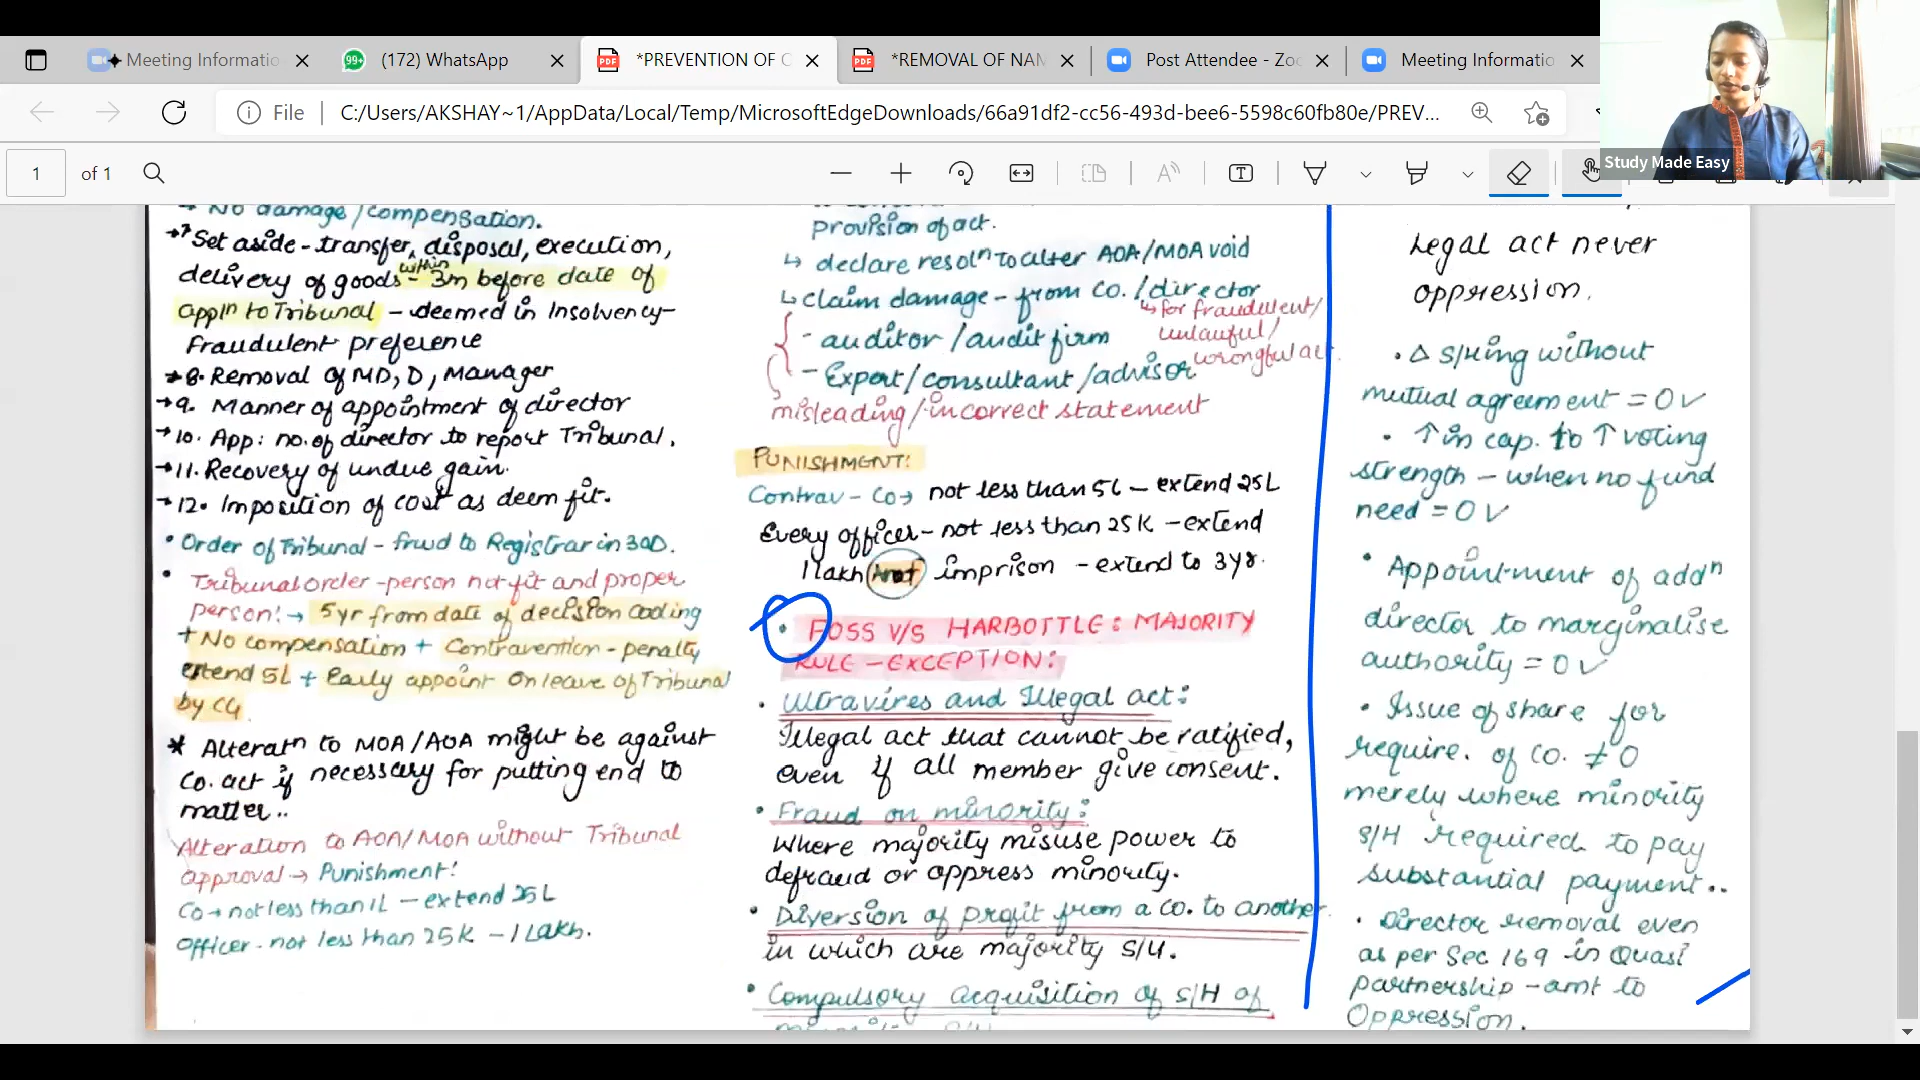 Meeting Informatio
(172) WhatsApp
*PREVENTION OF O
*REMOVAL OF NAM
Post Attendee - Zoo
Meeting Informatio
File
C:/Users/AKSHAY~1/AppData/Local/Temp/MicrosoftEdgeDownloads/66a91df2-cc56-493d-bee6-5598c60fb80e/PREV...
1 of 1
Study Made Easy
→ No damage/compensation.
→7 Set aside - transfer, disposal, execution,
delivery of goods - within 3m before date of
appln to Tribunal - deemed in Insolvency -
fraudulent preference
→8. Removal of MD, D, Manager
→9. Manner of appointment of director
→10. App: no. of director to report Tribunal.
→11. Recovery of undue gain.
→12. Imposition of cost as deem fit.
• Order of Tribunal - frwd to Registrar in 30D.
• Tribunal order - person not fit and proper
person: → 5yr from date of decision
+ No compensation + Contravention - penalty
extend 5L + Early appoint on leave of Tribunal
by CG
* Alteratn to MOA/AOA might be against
Co. act if necessary for putting end to
matter..
Alteration to AOA/MOA without Tribunal
approval → Punishment!
Co → not less than 1L - extend 25L
Officer - not less than 25K - 1 Lakh.
provision of act.
↳ declare resoln to alter AOA/MOA void
↳ claim damage - from co./director
↳ for fraudulent/
unlawful/
wrongful act.
- auditor/audit firm
- Expert/consultant/advisor
misleading/incorrect statement
PUNISHMENT:
Contrav - Co → not less than 5L - extend 25L
Every officer - not less than 25K - extend
1 lakh imprison - extend to 3yr.
• FOSS V/S HARBOTTLE: MAJORITY
RULE - EXCEPTION:
• Ultravires and Illegal act:
Illegal act that cannot be ratified,
even if all member give consent.
• Fraud on minority:
Where majority misuse power to
defraud or oppress minority.
• Diversion of profit from a co. to another
in which are majority S/H.
• Compulsory acquisition of S/H of
Legal act never
oppression.
• Δ S/Hing without
mutual agreement = O✓
• ↑ in cap. to ↑ voting
strength - when no fund
need = O✓
• Appointment of addn
director to marginalise
authority = O✓
• Issue of share for
require. of co. ≠ O
merely where minority
S/H required to pay
substantial payment..
• Director removal even
as per Sec 169 in Quasi
partnership - amt to
Oppression.